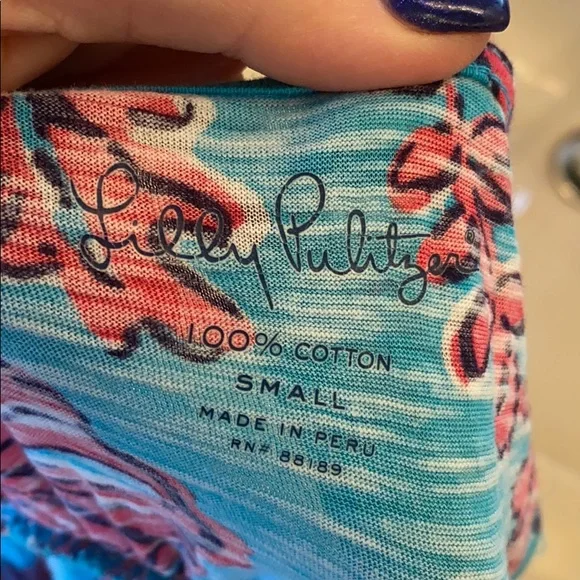 Lilly Pulitzer®
100% COTTON
SMALL
MADE IN PERU
RN# 88189